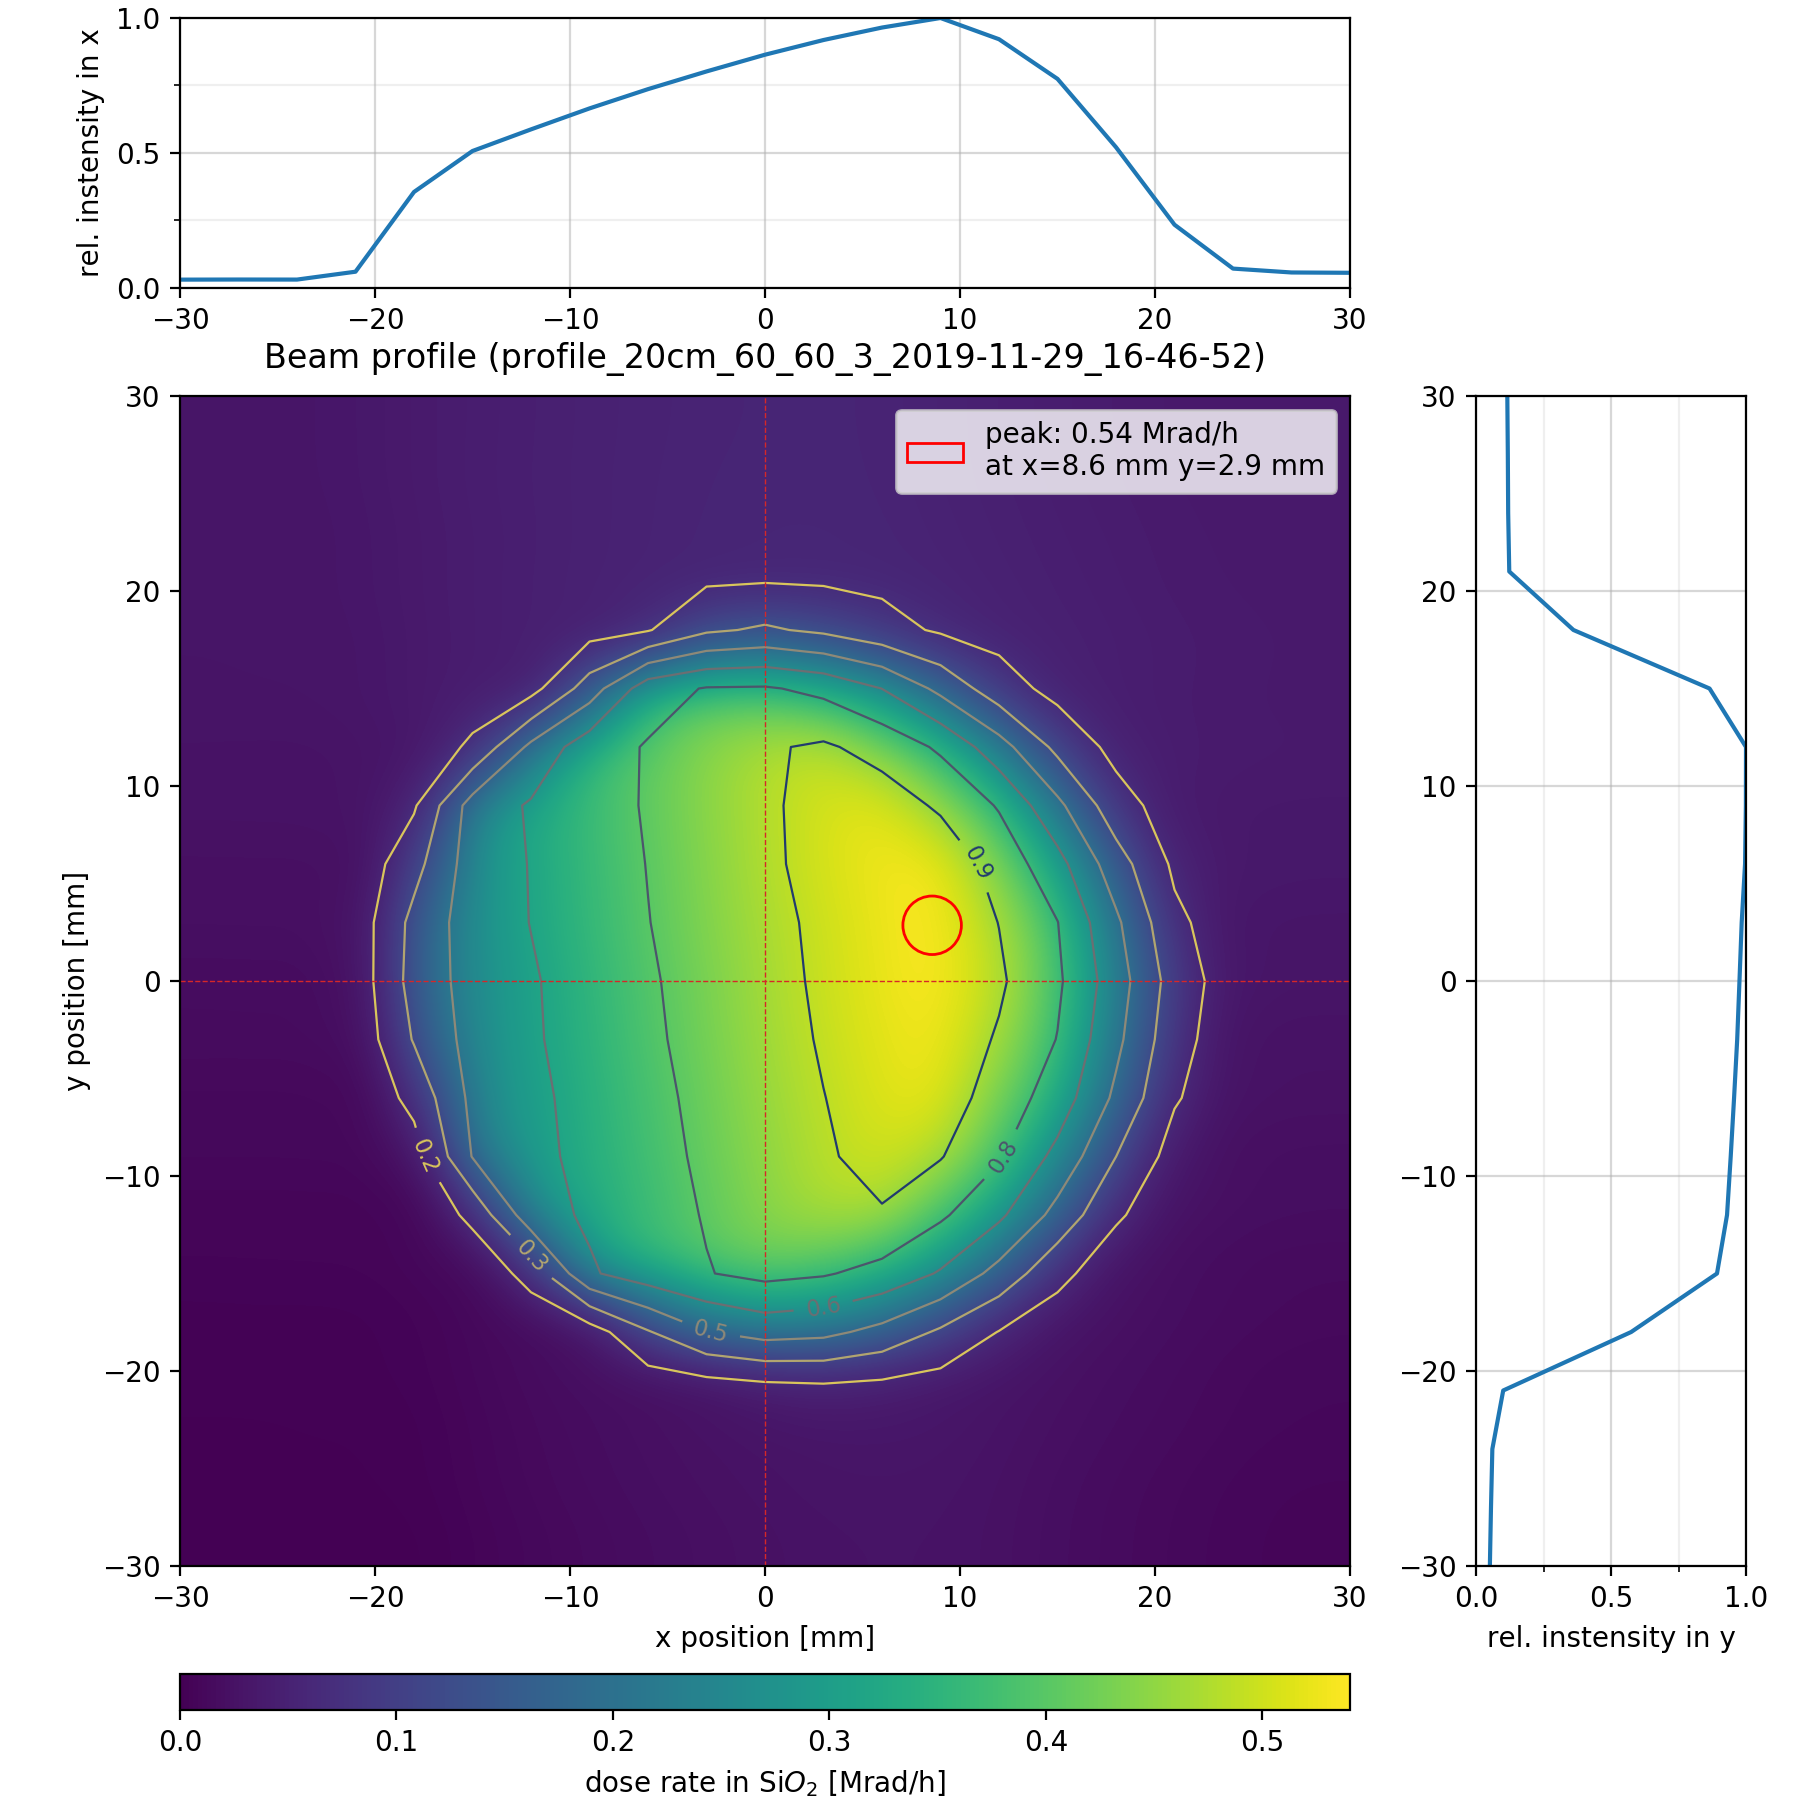 rel. instensity in x
1.0
0.5
0.0
−30 −20 −10 0 10 20 30
Beam profile (profile_20cm_60_60_3_2019-11-29_16-46-52)
peak: 0.54 Mrad/h
at x=8.6 mm y=2.9 mm
y position [mm]
30
20
10
0
−10
−20
−30
0.9
0.8
0.2
0.3
0.6
0.5
−30 −20 −10 0 10 20 30
x position [mm]
30
20
10
0
−10
−20
−30
0.0 0.5 1.0
rel. instensity in y
0.0 0.1 0.2 0.3 0.4 0.5
dose rate in SiO₂ [Mrad/h]